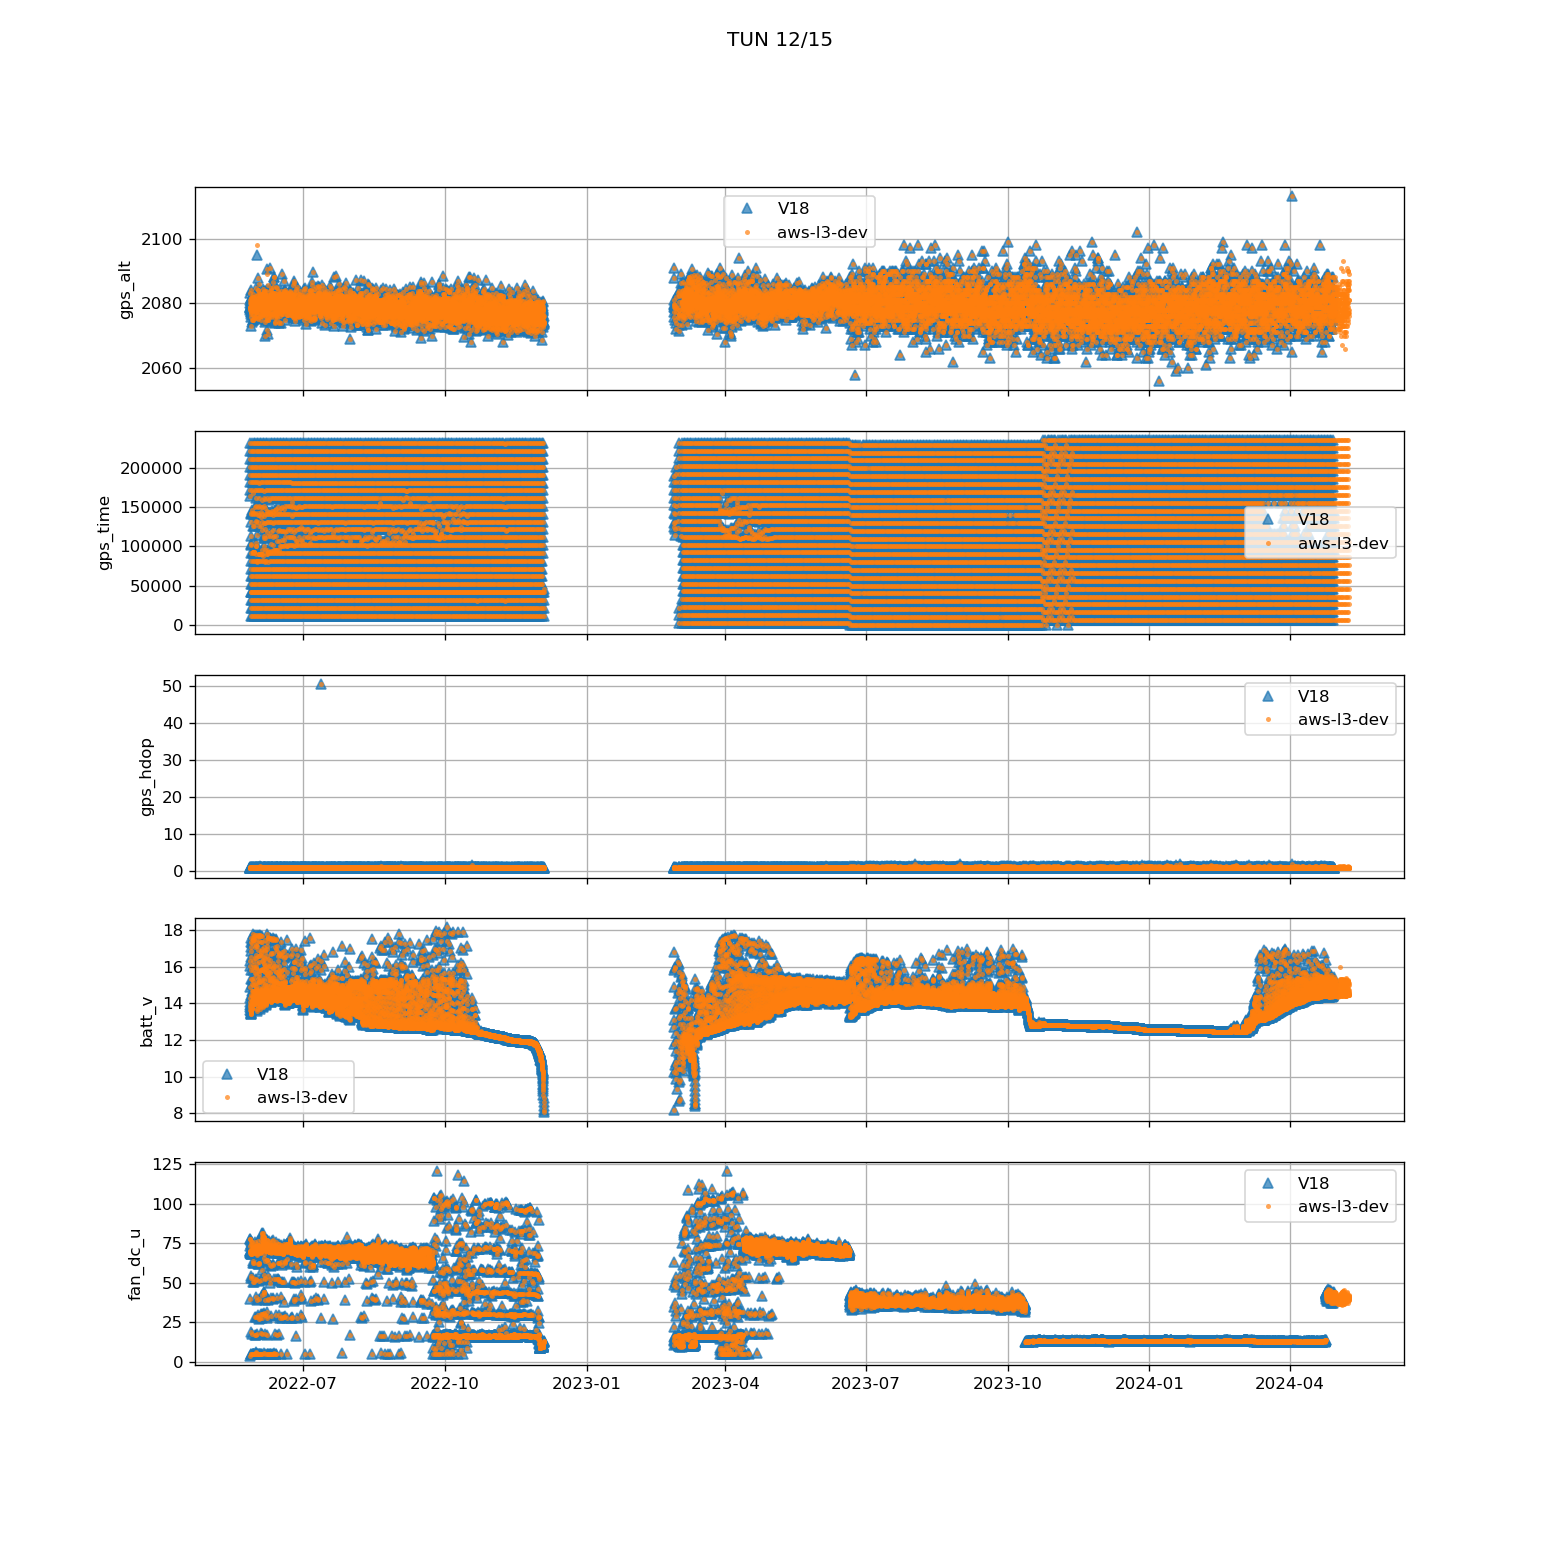 TUN 12/15
gps_alt
2100
2080
2060
V18
aws-l3-dev
gps_time
200000
150000
100000
50000
0
V18
aws-l3-dev
gps_hdop
50
40
30
20
10
0
V18
aws-l3-dev
batt_v
18
16
14
12
10
8
V18
aws-l3-dev
fan_dc_u
125
100
75
50
25
0
V18
aws-l3-dev
2022-07 2022-10 2023-01 2023-04 2023-07 2023-10 2024-01 2024-04